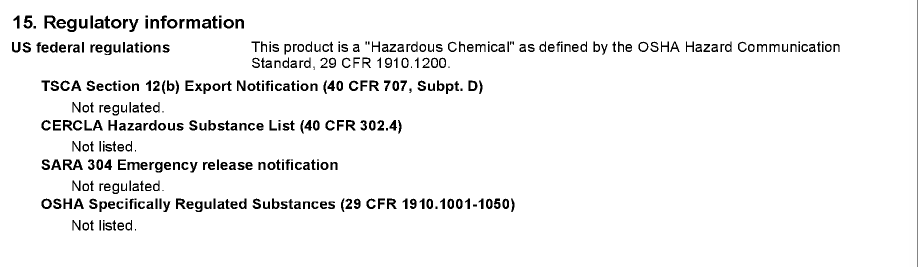 15. Regulatory information
US federal regulations This product is a "Hazardous Chemical" as defined by the OSHA Hazard Communication
Standard, 29 CFR 1910.1200.
TSCA Section 12(b) Export Notification (40 CFR 707, Subpt. D)
Not regulated.
CERCLA Hazardous Substance List (40 CFR 302.4)
Not listed.
SARA 304 Emergency release notification
Not regulated.
OSHA Specifically Regulated Substances (29 CFR 1910.1001-1050)
Not listed.